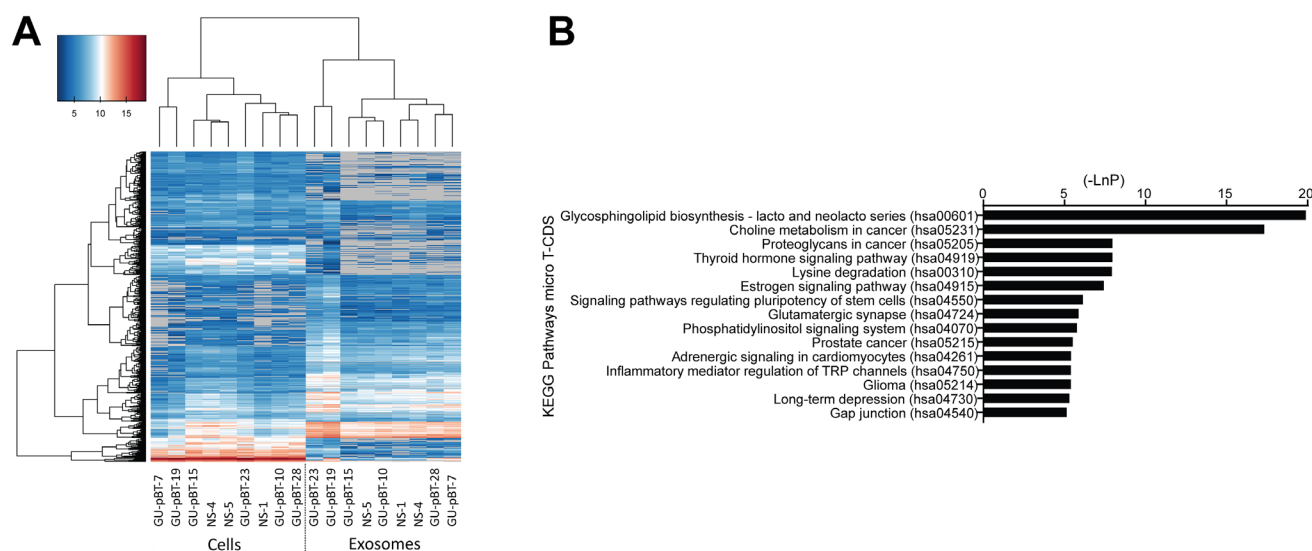 A
5 10 15
GU-pBT-7
GU-pBT-19
GU-pBT-15
NS-4
NS-5
GU-pBT-23
NS-1
GU-pBT-10
GU-pBT-28
GU-pBT-23
GU-pBT-19
GU-pBT-15
NS-5
GU-pBT-10
NS-1
NS-4
GU-pBT-28
GU-pBT-7
Cells Exosomes
B
(-LnP)
0 5 10 15 20
KEGG Pathways micro T-CDS
Glycosphingolipid biosynthesis - lacto and neolacto series (hsa00601)
Choline metabolism in cancer (hsa05231)
Proteoglycans in cancer (hsa05205)
Thyroid hormone signaling pathway (hsa04919)
Lysine degradation (hsa00310)
Estrogen signaling pathway (hsa04915)
Signaling pathways regulating pluripotency of stem cells (hsa04550)
Glutamatergic synapse (hsa04724)
Phosphatidylinositol signaling system (hsa04070)
Prostate cancer (hsa05215)
Adrenergic signaling in cardiomyocytes (hsa04261)
Inflammatory mediator regulation of TRP channels (hsa04750)
Glioma (hsa05214)
Long-term depression (hsa04730)
Gap junction (hsa04540)